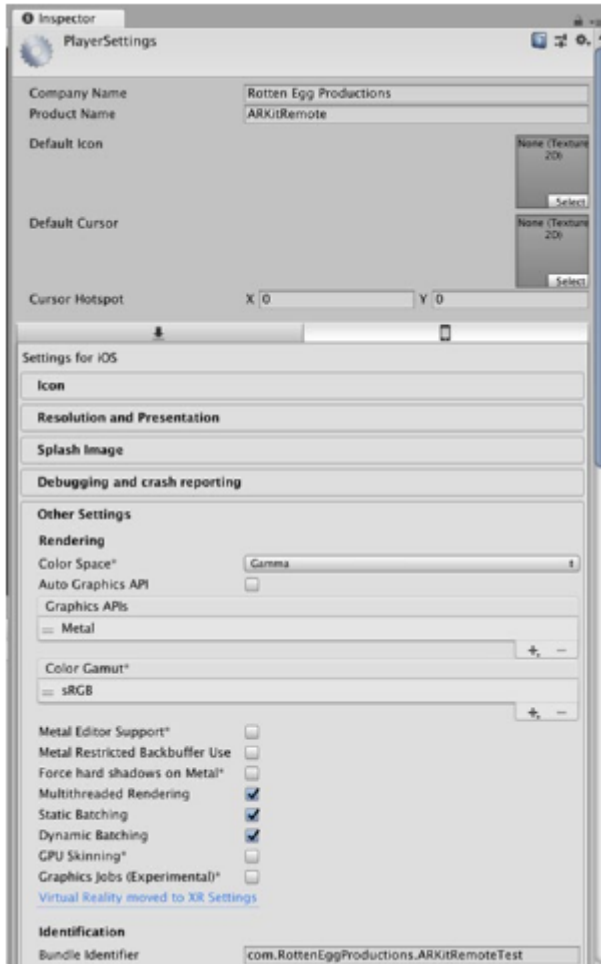 Inspector
PlayerSettings
Company Name Rotten Egg Productions
Product Name ARKitRemote
Default Icon
None (Texture
2D)
Select
Default Cursor
None (Texture
2D)
Select
Cursor Hotspot X 0 Y 0
Settings for iOS
Icon
Resolution and Presentation
Splash Image
Debugging and crash reporting
Other Settings
Rendering
Color Space* Gamma
Auto Graphics API
Graphics APIs
Metal
Color Gamut*
sRGB
Metal Editor Support*
Metal Restricted Backbuffer Use
Force hard shadows on Metal*
Multithreaded Rendering
Static Batching
Dynamic Batching
GPU Skinning*
Graphics Jobs (Experimental)*
Virtual Reality moved to XR Settings
Identification
Bundle Identifier com.RottenEggProductions.ARKitRemoteTest